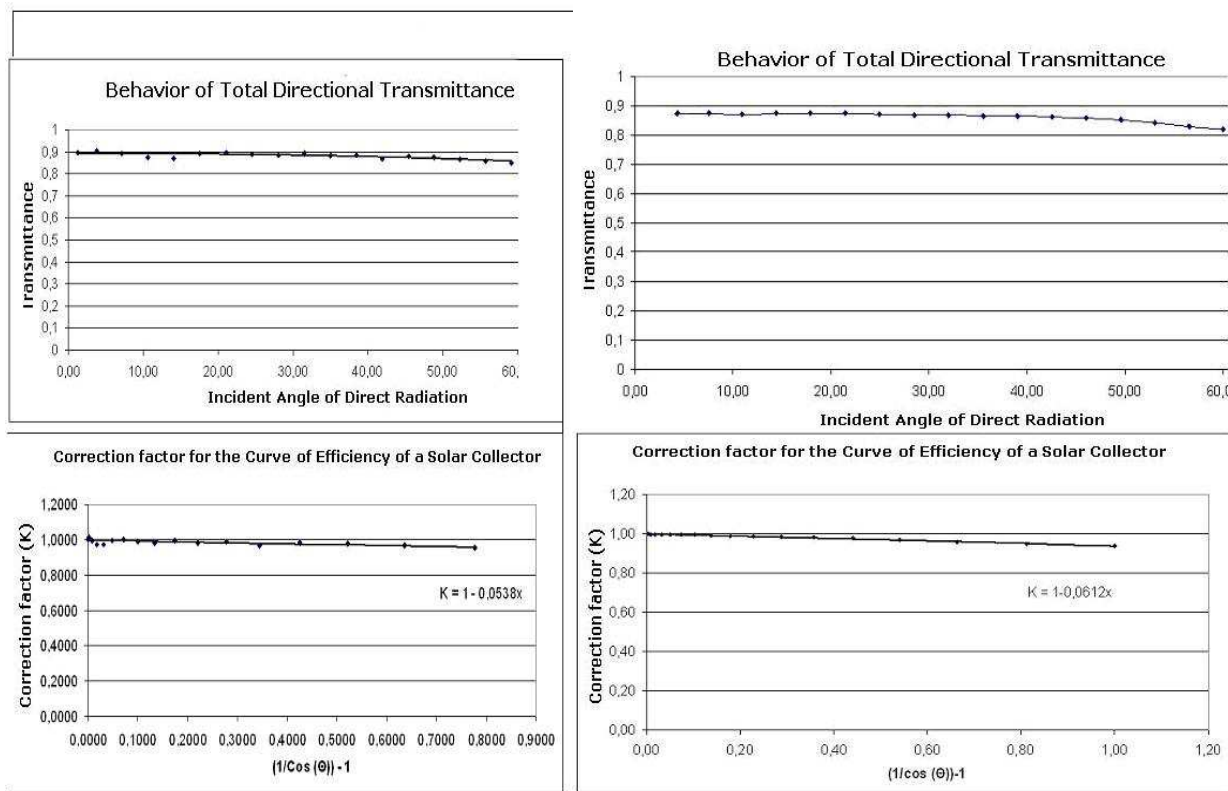 Behavior of Total Directional Transmittance
Transmittance
1
0,9
0,8
0,7
0,6
0,5
0,4
0,3
0,2
0,1
0
0,00 10,00 20,00 30,00 40,00 50,00 60,
Incident Angle of Direct Radiation
Behavior of Total Directional Transmittance
Transmittance
1
0,9
0,8
0,7
0,6
0,5
0,4
0,3
0,2
0,1
0
0,00 10,00 20,00 30,00 40,00 50,00 60,0
Incident Angle of Direct Radiation
Correction factor for the Curve of Efficiency of a Solar Collector
Correction factor (K)
1,2000
1,0000
0,8000
0,6000
0,4000
0,2000
0,0000
K = 1 - 0,0538x
0,0000 0,1000 0,2000 0,3000 0,4000 0,5000 0,6000 0,7000 0,8000 0,9000
(1/Cos (Θ)) - 1
Correction factor for the Curve of Efficiency of a Solar Collector
Correction factor (K)
1,20
1,00
0,80
0,60
0,40
0,20
0,00
K = 1-0,0612x
0,00 0,20 0,40 0,60 0,80 1,00 1,20
(1/cos (Θ))-1